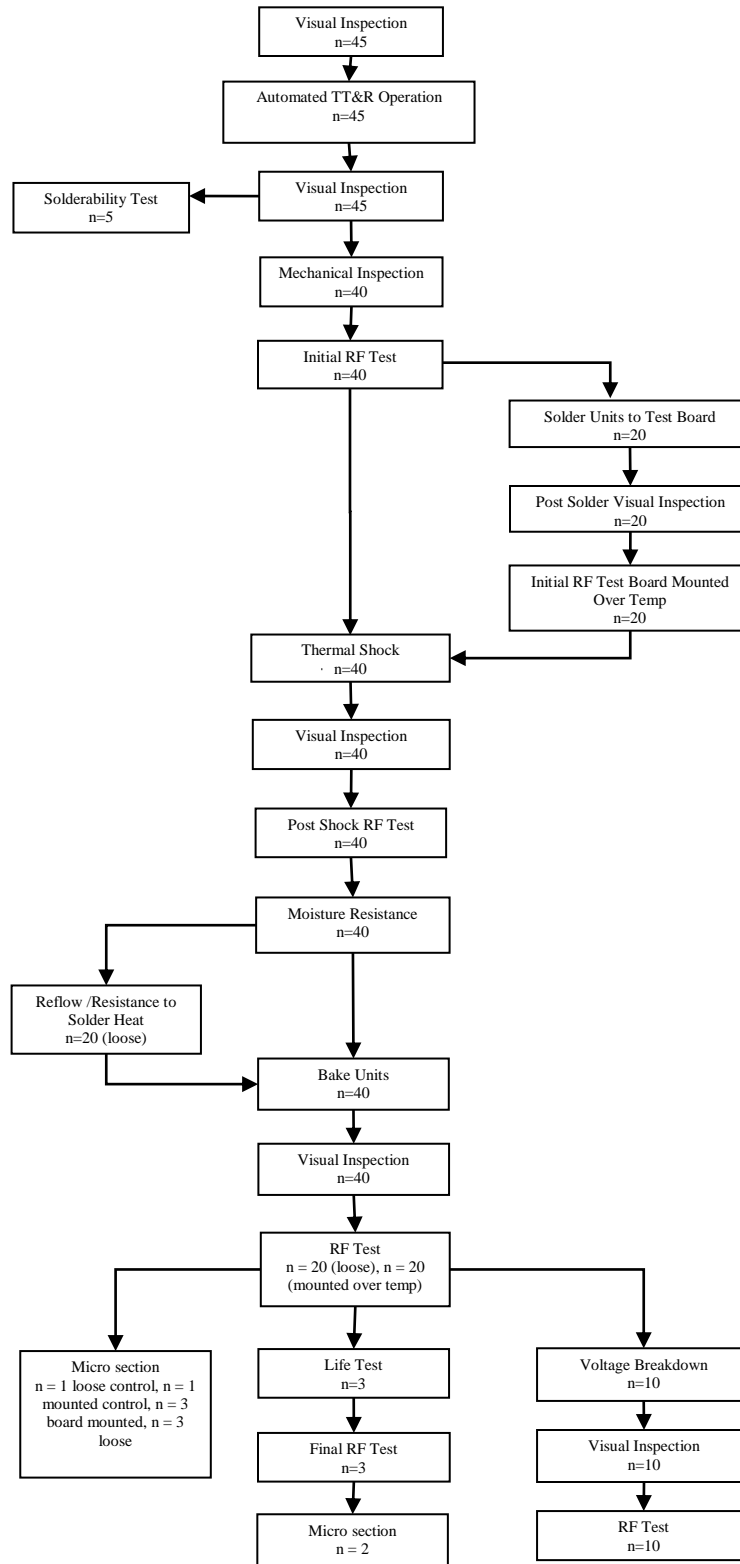 Visual Inspection
n=45
Automated TT&R Operation
n=45
Visual Inspection
n=45
Solderability Test
n=5
Mechanical Inspection
n=40
Initial RF Test
n=40
Solder Units to Test Board
n=20
Post Solder Visual Inspection
n=20
Initial RF Test Board Mounted
Over Temp
n=20
Thermal Shock
· n=40
Visual Inspection
n=40
Post Shock RF Test
n=40
Moisture Resistance
n=40
Reflow /Resistance to
Solder Heat
n=20 (loose)
Bake Units
n=40
Visual Inspection
n=40
RF Test
n = 20 (loose), n = 20
(mounted over temp)
Micro section
n = 1 loose control, n = 1
mounted control, n = 3
board mounted, n = 3
loose
Life Test
n=3
Final RF Test
n=3
Micro section
n = 2
Voltage Breakdown
n=10
Visual Inspection
n=10
RF Test
n=10